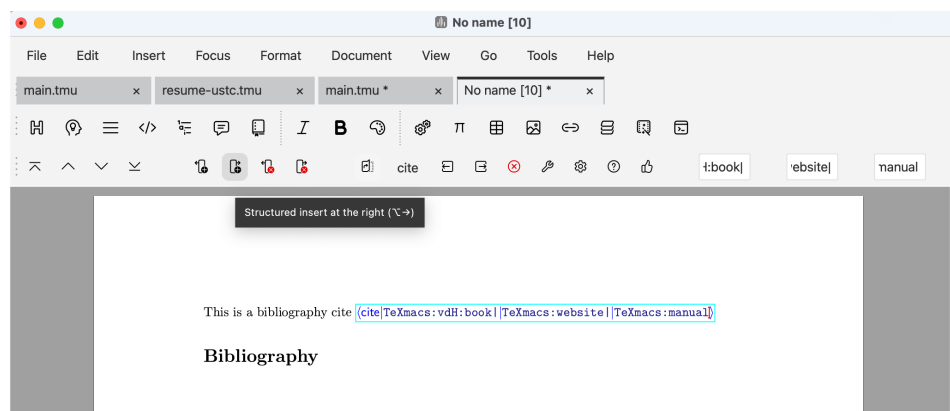 No name [10]
File Edit Insert Focus Format Document View Go Tools Help
main.tmu × resume-ustc.tmu × main.tmu * × No name [10] * ×
cite ł:book| ʻebsite| manual
Structured insert at the right (⌥→)
This is a bibliography cite ⟨cite|TeXmacs:vdH:book||TeXmacs:website||TeXmacs:manual⟩
Bibliography